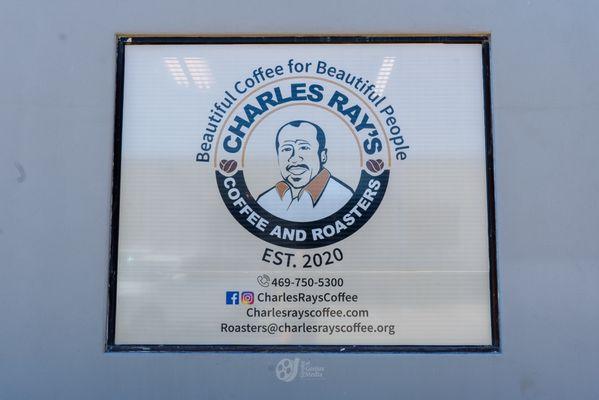 Beautiful Coffee for Beautiful People
CHARLES RAY'S
COFFEE AND ROASTERS
EST. 2020
469-750-5300
CharlesRaysCoffee
Charlesrayscoffee.com
Roasters@charlesrayscoffee.org
Media